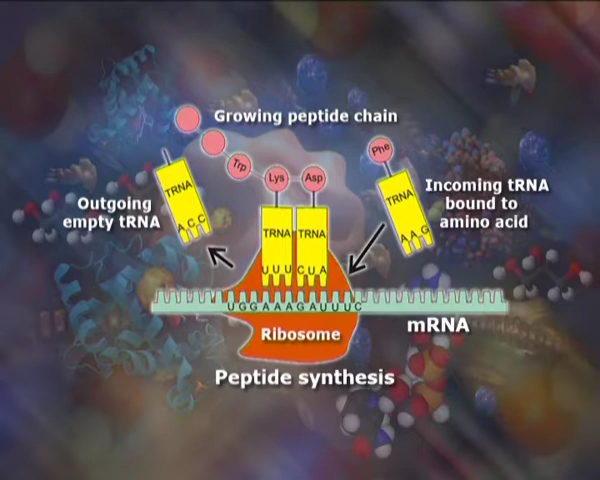 Growing peptide chain
Trp
Lys
Asp
Phe
TRNA
A C C
Outgoing
empty tRNA
TRNA
U U U
TRNA
C U A
TRNA
A A G
Incoming tRNA
bound to
amino acid
U G G A A A G A U U U C
Ribosome
mRNA
Peptide synthesis